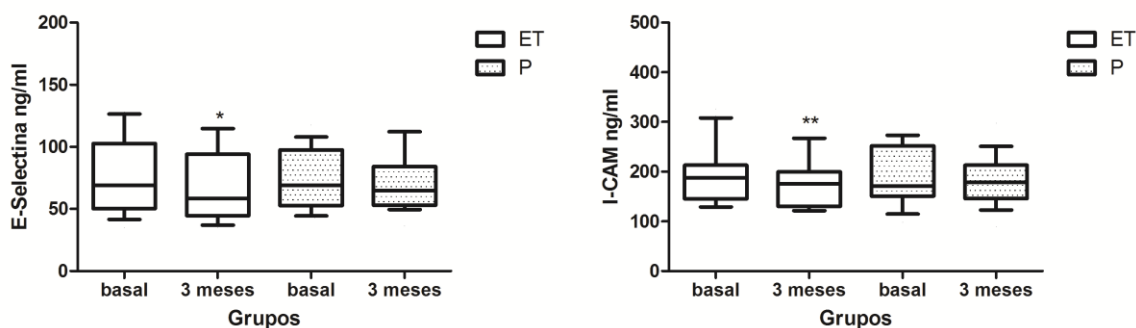 E-Selectina ng/ml
200
150
100
50
0
*
basal
3 meses
basal
3 meses
Grupos
ET
P
I-CAM ng/ml
500
400
300
200
100
0
**
basal
3 meses
basal
3 meses
Grupos
ET
P